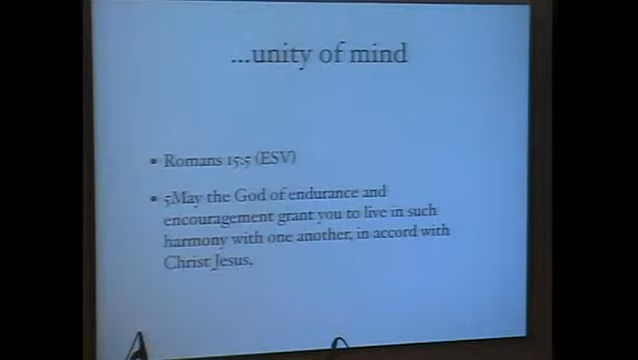 ...unity of mind
• Romans 15:5 (ESV)
• 5May the God of endurance and
encouragement grant you to live in such
harmony with one another, in accord with
Christ Jesus,